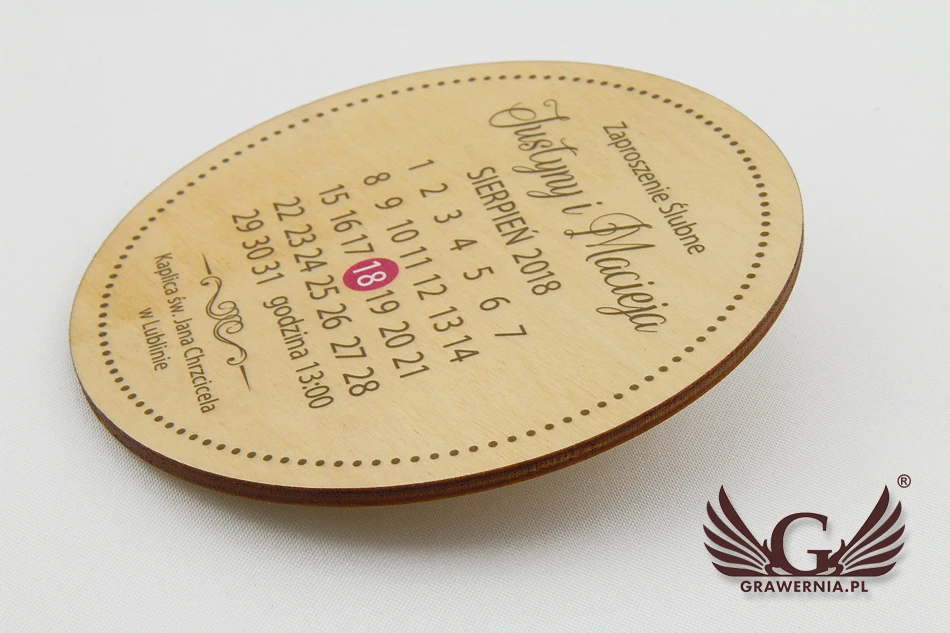 Zaproszenie Ślubne
Justyny i Macieja
SIERPIEŃ 2018
1 2 3 4 5 6 7
8 9 10 11 12 13 14
15 16 17 18 19 20 21
22 23 24 25 26 27 28
29 30 31 godzina 13:00
Kaplica św. Jana Chrzcicela
w Lublinie
G ®
GRAWERNIA.PL